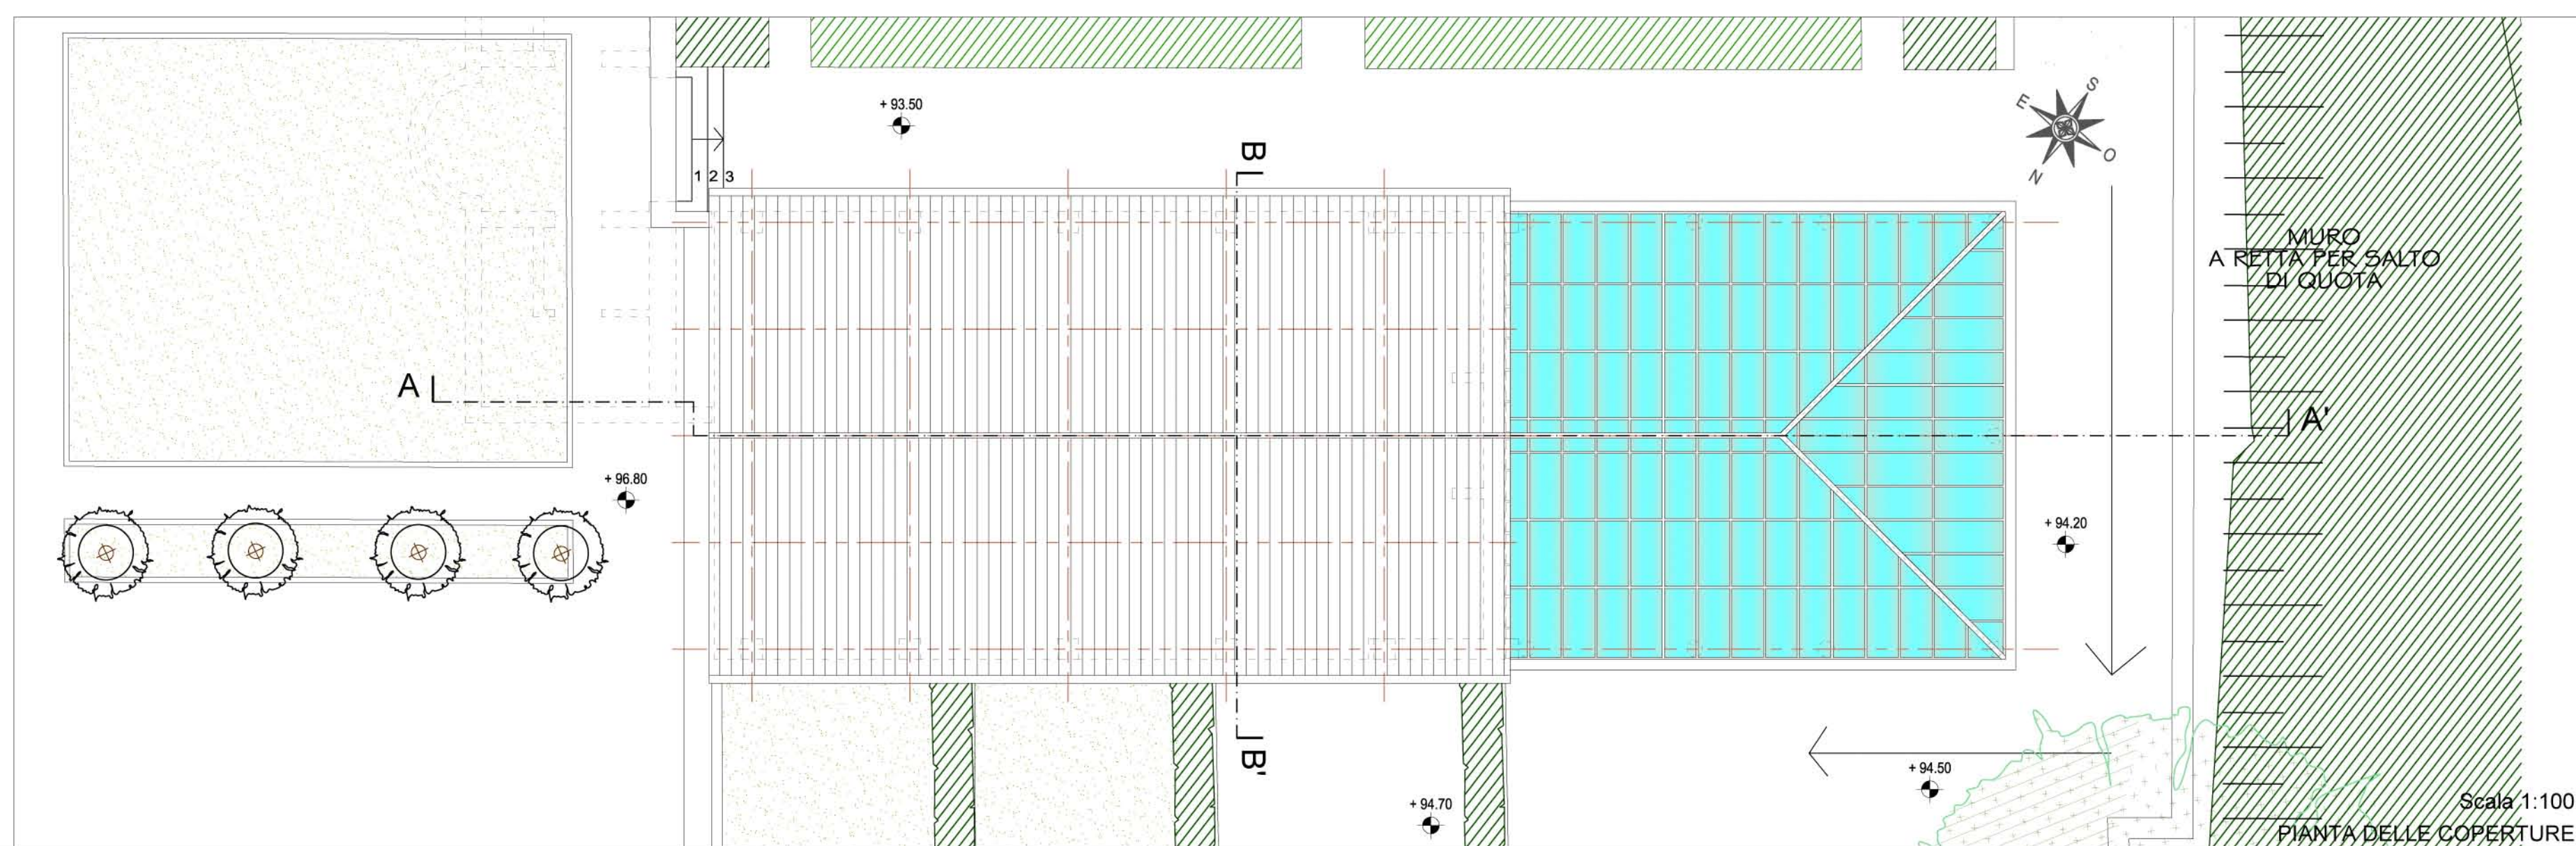 + 93.50
S
E
O
N
B
1 2 3
MURO
A RETTA PER SALTO
DI QUOTA
A
A'
+ 96.80
+ 94.20
B'
+ 94.50
+ 94.70
Scala 1:100
PIANTA DELLE COPERTURE